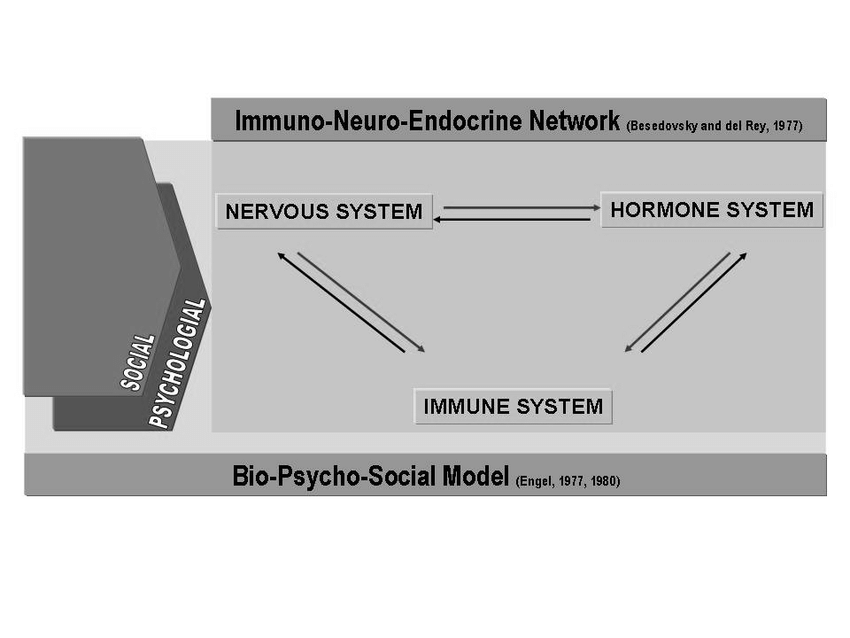 Immuno-Neuro-Endocrine Network (Besedovsky and del Rey, 1977)
NERVOUS SYSTEM
HORMONE SYSTEM
SOCIAL
PSYCHOLOGIAL
IMMUNE SYSTEM
Bio-Psycho-Social Model (Engel, 1977, 1980)